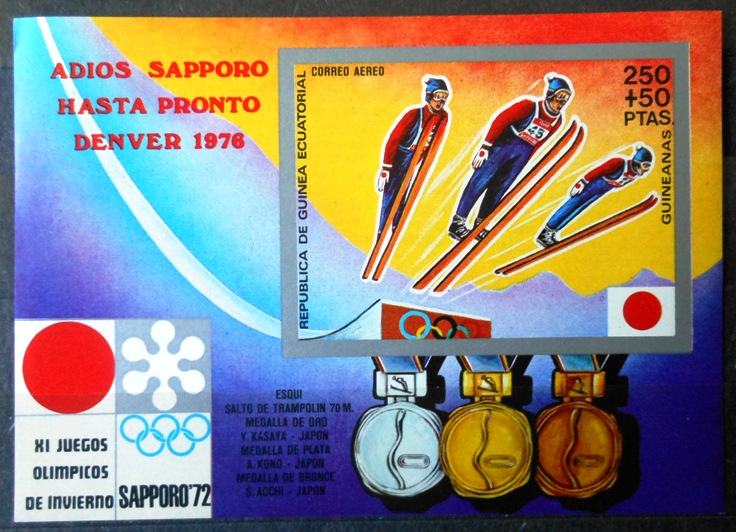 ADIOS SAPPORO
HASTA PRONTO
DENVER 1976
CORREO AEREO
250
+50
PTAS.
GUINEANAS
REPUBLICA DE GUINEA ECUATORIAL
45
XI JUEGOS
OLIMPICOS
DE INVIERNO
SAPPORO'72
ESQUI
SALTO DE TRAMPOLIN 70 M.
MEDALLA DE ORO
Y. KASAYA - JAPON
MEDALLA DE PLATA
A. KONO - JAPON
MEDALLA DE BRONCE
S. AOCHI - JAPON